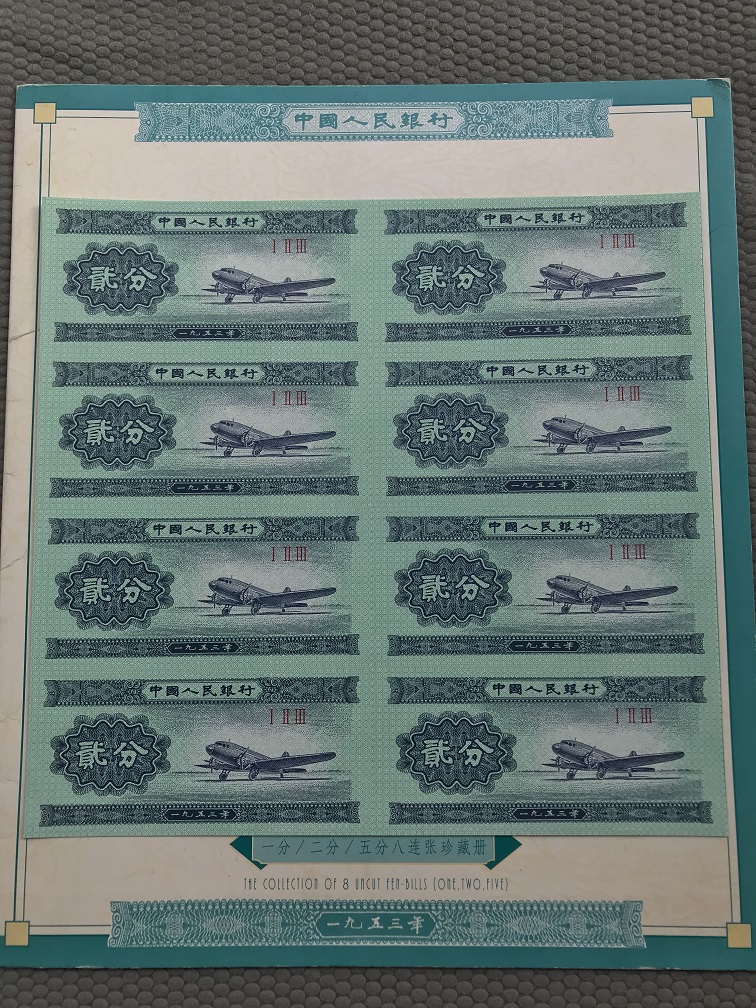 中國人民銀行
中國人民銀行
中國人民銀行
I II III
I II III
貳分
貳分
一九五三年
一九五三年
中國人民銀行
中國人民銀行
I II III
I II III
貳分
貳分
一九五三年
一九五三年
中國人民銀行
中國人民銀行
I II III
I II III
貳分
貳分
一九五三年
一九五三年
中國人民銀行
中國人民銀行
I II III
I II III
貳分
貳分
一九五三年
一九五三年
一分/二分/五分八连张珍藏册
THE COLLECTION OF 8 UNCUT FEN-BILLS (ONE,TWO,FIVE)
一九五三年